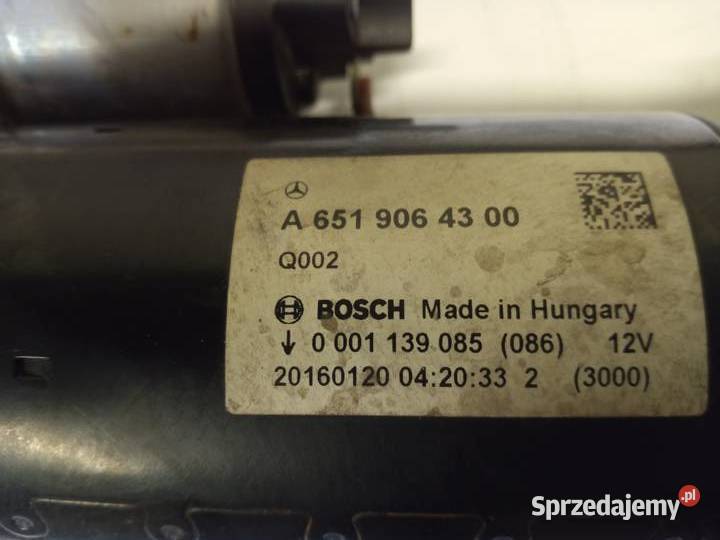 A 651 906 43 00
Q002
BOSCH Made in Hungary
↓ 0 001 139 085 (086) 12V
20160120 04:20:33 2 (3000)
Sprzedajemy.pl